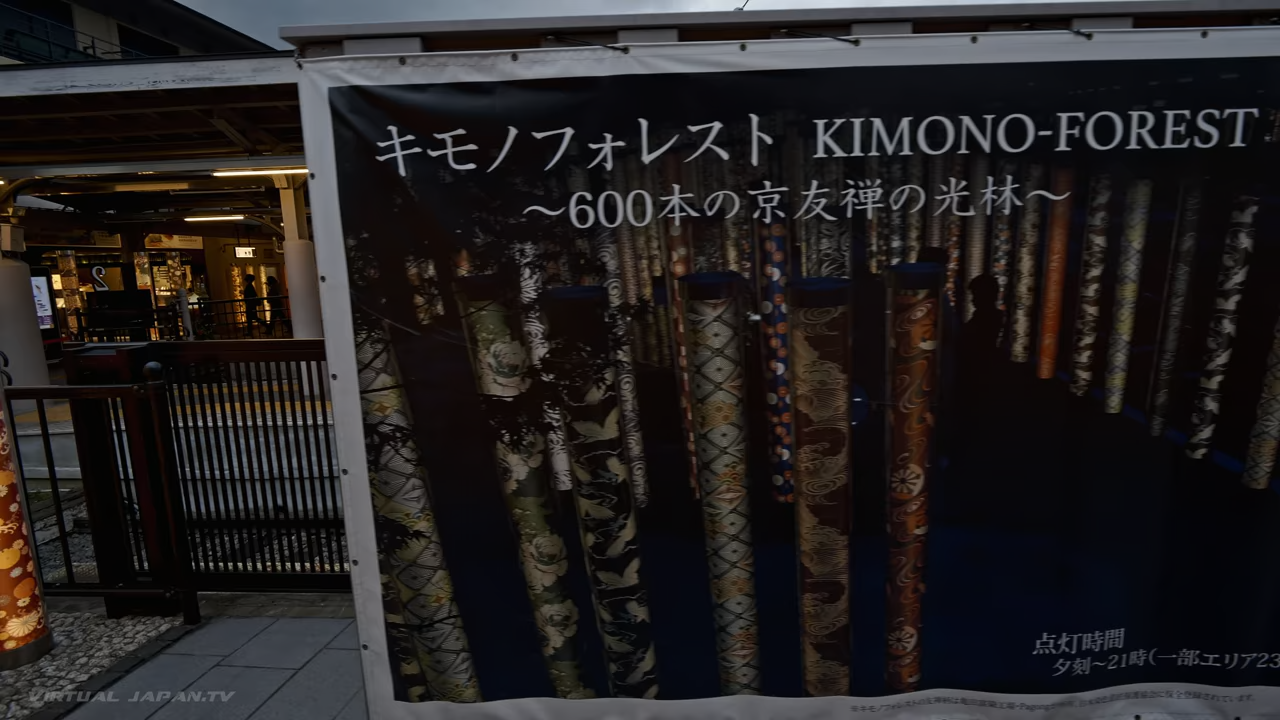 キモノフォレスト KIMONO-FOREST
～600本の京友禅の光林～
点灯時間
夕刻～21時(一部エリア23
VIRTUAL JAPAN.TV